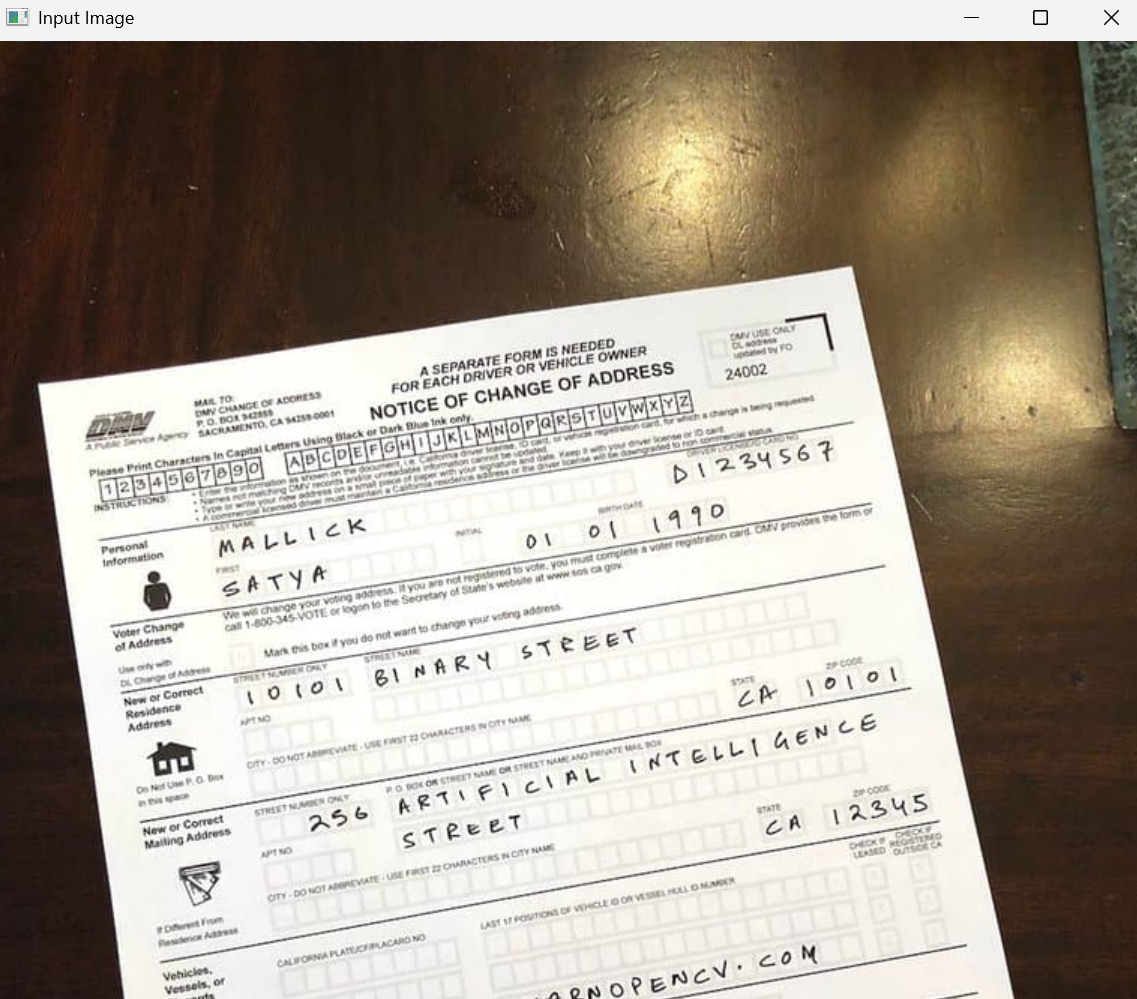 Input Image
A SEPARATE FORM IS NEEDED
FOR EACH DRIVER OR VEHICLE OWNER
NOTICE OF CHANGE OF ADDRESS
DMV USE ONLY
DL address
updated by FO
24002
DMV
A Public Service Agency
MAIL TO:
DMV CHANGE OF ADDRESS
P. O. BOX 942859
SACRAMENTO, CA 94259-0001
Please Print Characters In Capital Letters Using Black or Dark Blue Ink only.
1 2 3 4 5 6 7 8 9 0 A B C D E F G H I J K L M N O P Q R S T U V W X Y Z
INSTRUCTIONS:
• Enter the information as shown on the document, i.e. California driver license, ID card, or vehicle registration card, for which a change is being requested.
• Names not matching DMV records and/or unreadable information cannot be updated.
• Type or write your new address on a small piece of paper with your signature and date. Keep it with your driver license or ID card.
• A commercial licensed driver must maintain a California residence address or the driver license will be downgraded to non commercial status.
Personal
Information
LAST NAME
MALLICK
DRIVER LICENSE/ID CARD NO.
D1234567
FIRST
SATYA
INITIAL
BIRTH DATE
01 01 1990
Voter Change
of Address
We will change your voting address. If you are not registered to vote, you must complete a voter registration card. DMV provides the form or
call 1-800-345-VOTE or logon to the Secretary of State's website at www.sos.ca.gov.
Use only with
DL Change of Address
Mark this box if you do not want to change your voting address.
New or Correct
Residence
Address
STREET NUMBER ONLY
10101
STREET NAME
BINARY STREET
APT NO.
CITY - DO NOT ABBREVIATE - USE FIRST 22 CHARACTERS IN CITY NAME
STATE
CA
ZIP CODE
10101
Do Not Use P. O. Box
in this space
New or Correct
Mailing Address
STREET NUMBER ONLY
256
P. O. BOX OR STREET NAME OR STREET NAME AND PRIVATE MAIL BOX
ARTIFICIAL INTELLIGENCE
STREET
APT NO.
CITY - DO NOT ABBREVIATE - USE FIRST 22 CHARACTERS IN CITY NAME
STATE
CA
ZIP CODE
12345
If Different From
Residence Address
CHECK IF
LEASED
CHECK IF
REGISTERED
OUTSIDE CA
Vehicles,
Vessels, or
CALIFORNIA PLATE/CF/PLACARD NO.
LAST 17 POSITIONS OF VEHICLE ID OR VESSEL HULL ID NUMBER
RNOPENCV.COM